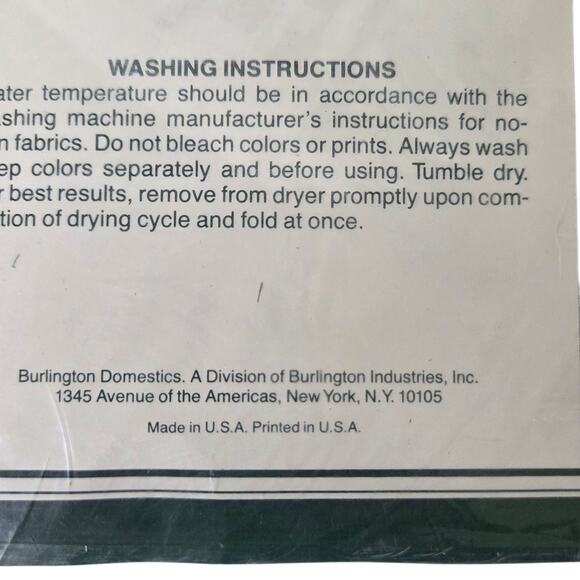 WASHING INSTRUCTIONS
ater temperature should be in accordance with the
shing machine manufacturer's instructions for no-
n fabrics. Do not bleach colors or prints. Always wash
ep colors separately and before using. Tumble dry.
r best results, remove from dryer promptly upon com-
tion of drying cycle and fold at once.
Burlington Domestics. A Division of Burlington Industries, Inc.
1345 Avenue of the Americas, New York, N.Y. 10105
Made in U.S.A. Printed in U.S.A.